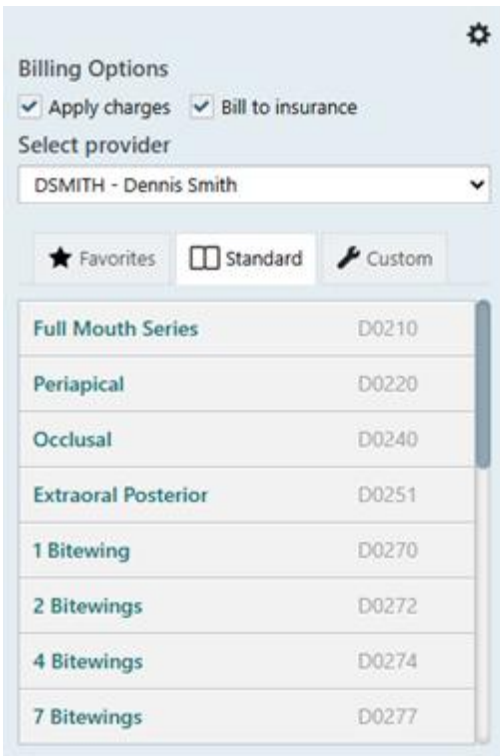 Billing Options
Apply charges Bill to insurance
Select provider
DSMITH - Dennis Smith
Favorites Standard Custom
Full Mouth Series D0210
Periapical D0220
Occlusal D0240
Extraoral Posterior D0251
1 Bitewing D0270
2 Bitewings D0272
4 Bitewings D0274
7 Bitewings D0277